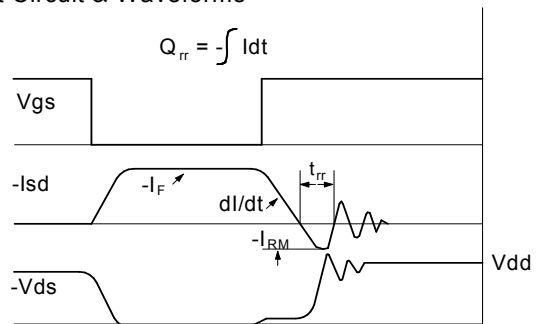 t Circuit & Waveforms
Qrr = -∫ Idt
Vgs
trr
-Isd
-IF
dI/dt
-IRM
Vdd
-Vds